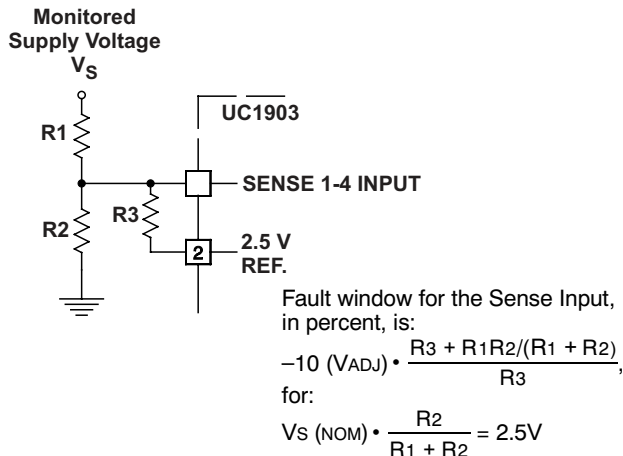 Monitored
Supply Voltage
VS
UC1903
R1
SENSE 1-4 INPUT
R2
R3
2
2.5 V
REF.
Fault window for the Sense Input,
in percent, is:
–10 (VADJ) • R3 + R1R2/(R1 + R2)
R3
,
for:
VS (NOM) • R2
R1 + R2
= 2.5V